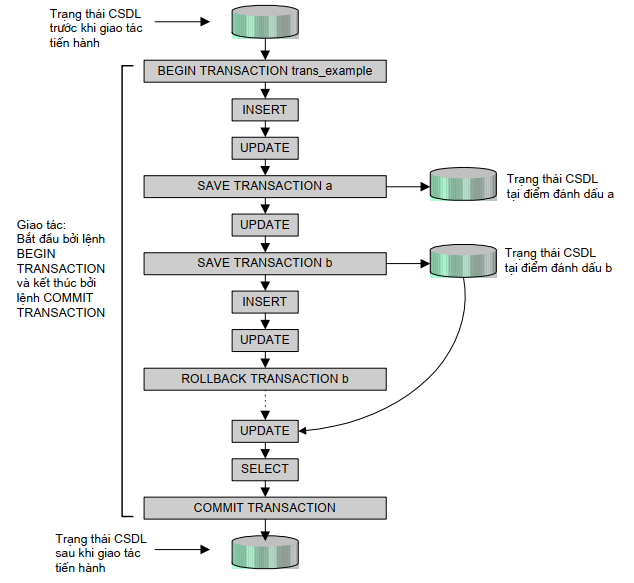 Trạng thái CSDL
trước khi giao tác
tiến hành
BEGIN TRANSACTION trans_example
INSERT
UPDATE
SAVE TRANSACTION a
Trạng thái CSDL
tại điểm đánh dấu a
UPDATE
Giao tác:
Bắt đầu bởi lệnh
BEGIN
TRANSACTION
và kết thúc bởi
lệnh COMMIT
TRANSACTION
SAVE TRANSACTION b
Trạng thái CSDL
tại điểm đánh dấu b
INSERT
UPDATE
ROLLBACK TRANSACTION b
UPDATE
SELECT
COMMIT TRANSACTION
Trạng thái CSDL
sau khi giao tác
tiến hành